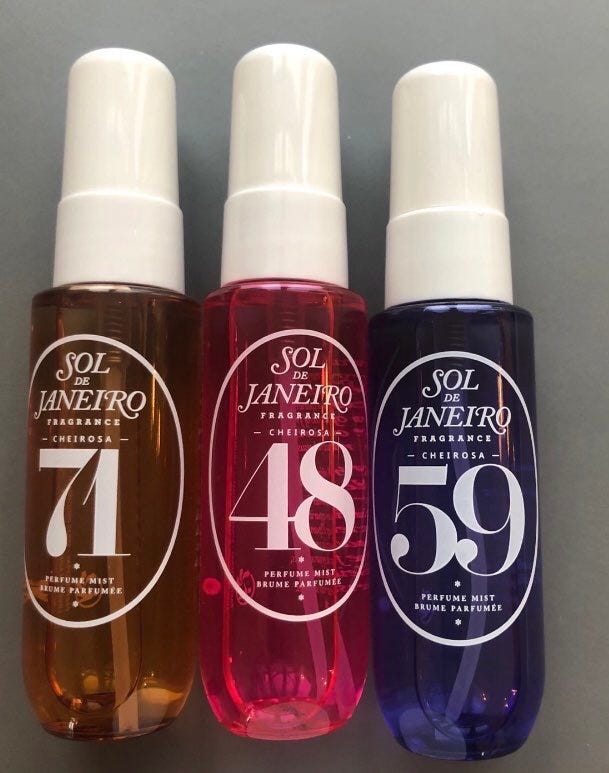 SOL
DE
JANEIRO
FRAGRANCE
– CHEIROSA –
71
*
PERFUME MIST
BRUME PARFUMÉE
*
SOL
DE
JANEIRO
FRAGRANCE
– CHEIROSA –
48
*
PERFUME MIST
BRUME PARFUMÉE
*
SOL
DE
JANEIRO
FRAGRANCE
– CHEIROSA –
59
*
PERFUME MIST
BRUME PARFUMÉE
*